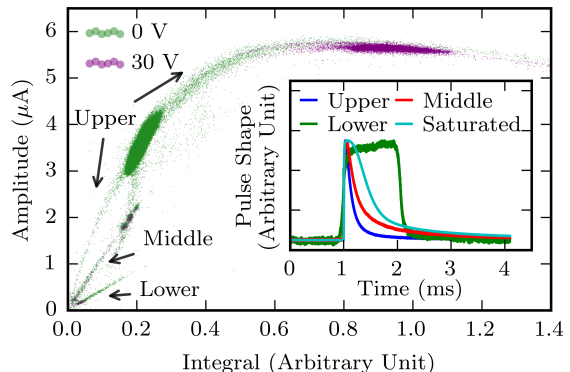 6
5
4
3
2
1
0
Amplitude (μA)
0 V
30 V
Upper
Middle
Lower
0.0 0.2 0.4 0.6 0.8 1.0 1.2 1.4
Integral (Arbitrary Unit)
Pulse Shape
(Arbitrary Unit)
Upper Middle
Lower Saturated
0 1 2 3 4
Time (ms)